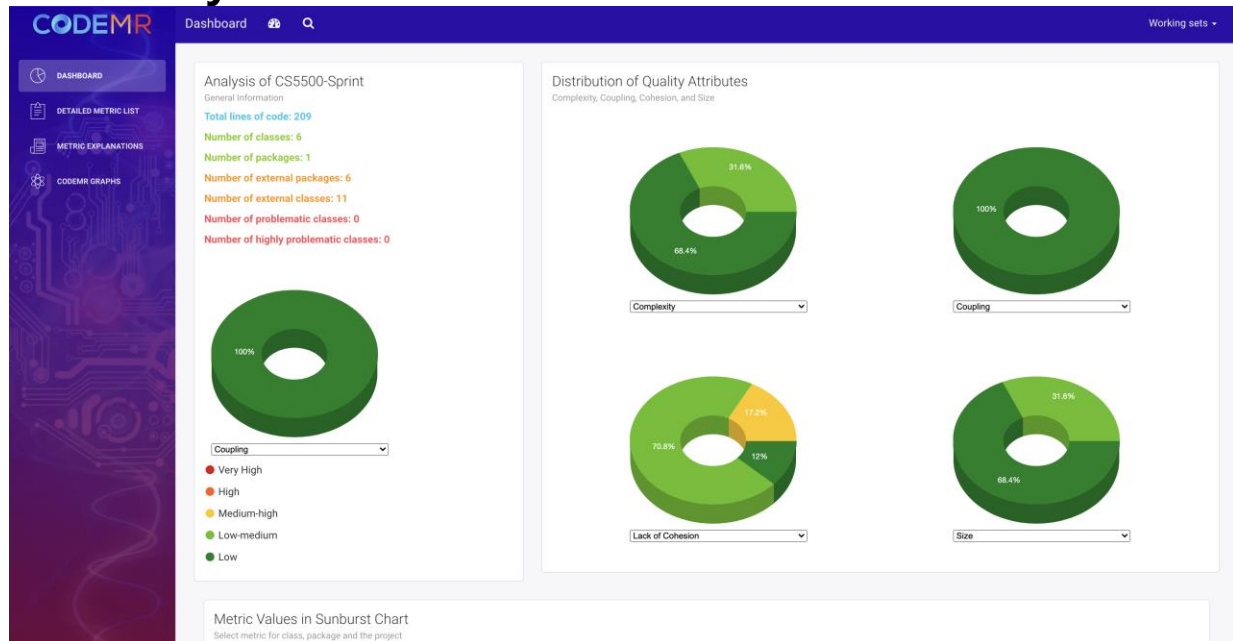 CODEMR
Dashboard
Working sets
DASHBOARD
DETAILED METRIC LIST
METRIC EXPLANATIONS
CODEMR GRAPHS
Analysis of CS5500-Sprint
General Information
Total lines of code: 209
Number of classes: 6
Number of packages: 1
Number of external packages: 6
Number of external classes: 11
Number of problematic classes: 0
Number of highly problematic classes: 0
100%
Coupling
Very High
High
Medium-high
Low-medium
Low
Distribution of Quality Attributes
Complexity, Coupling, Cohesion, and Size
31.6%
68.4%
Complexity
100%
Coupling
17.2%
70.8%
12%
Lack of Cohesion
31.6%
68.4%
Size
Metric Values in Sunburst Chart
Select metric for class, package and the project